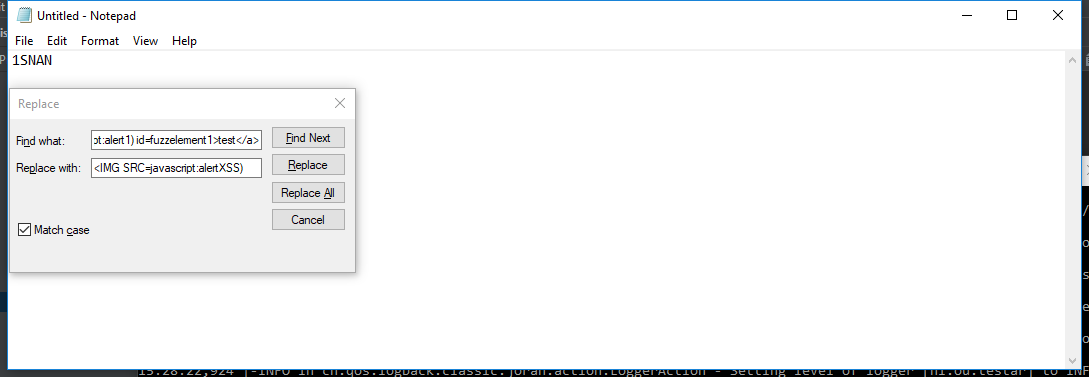 Untitled - Notepad
File Edit Format View Help
1SNAN
Replace
Find what: pt:alert1) id=fuzzelement1>test</a> Find Next
Replace with: <IMG SRC=javascript:alertXSS) Replace
Replace All
Cancel
Match case
15:28:22,924 |-INFO in ch.qos.logback.classic.joran.action.LoggerAction - Setting level of logger [nl.ou.testar] to INF